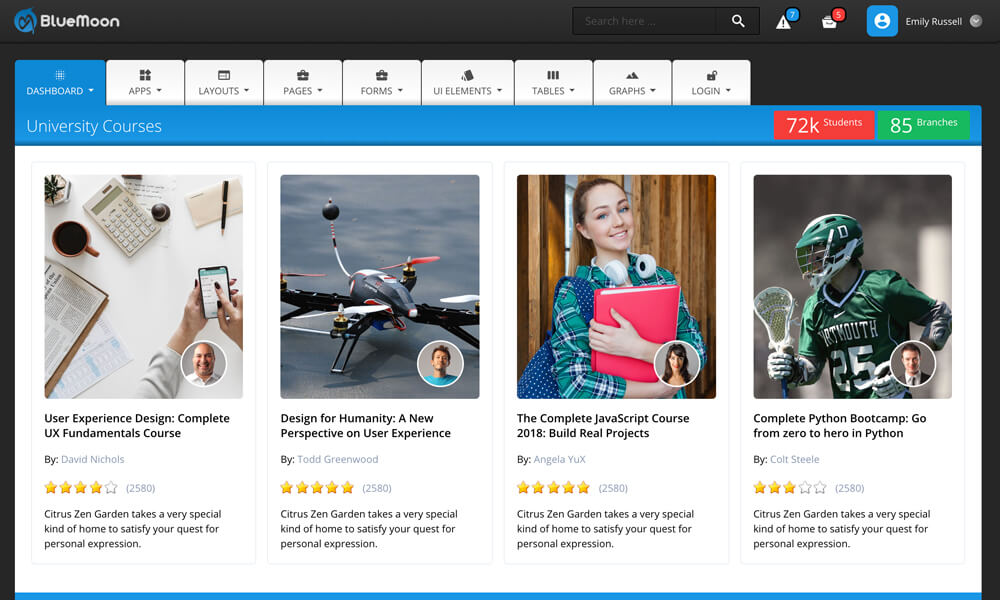 BlueMoon
Search here ...
7
5
Emily Russell
DASHBOARD
APPS
LAYOUTS
PAGES
FORMS
UI ELEMENTS
TABLES
GRAPHS
LOGIN
University Courses
72k Students
85 Branches
D
DARTMOUTH
25
User Experience Design: Complete
UX Fundamentals Course
By: David Nichols
(2580)
Citrus Zen Garden takes a very special
kind of home to satisfy your quest for
personal expression.
Design for Humanity: A New
Perspective on User Experience
By: Todd Greenwood
(2580)
Citrus Zen Garden takes a very special
kind of home to satisfy your quest for
personal expression.
The Complete JavaScript Course
2018: Build Real Projects
By: Angela YuX
(2580)
Citrus Zen Garden takes a very special
kind of home to satisfy your quest for
personal expression.
Complete Python Bootcamp: Go
from zero to hero in Python
By: Colt Steele
(2580)
Citrus Zen Garden takes a very special
kind of home to satisfy your quest for
personal expression.